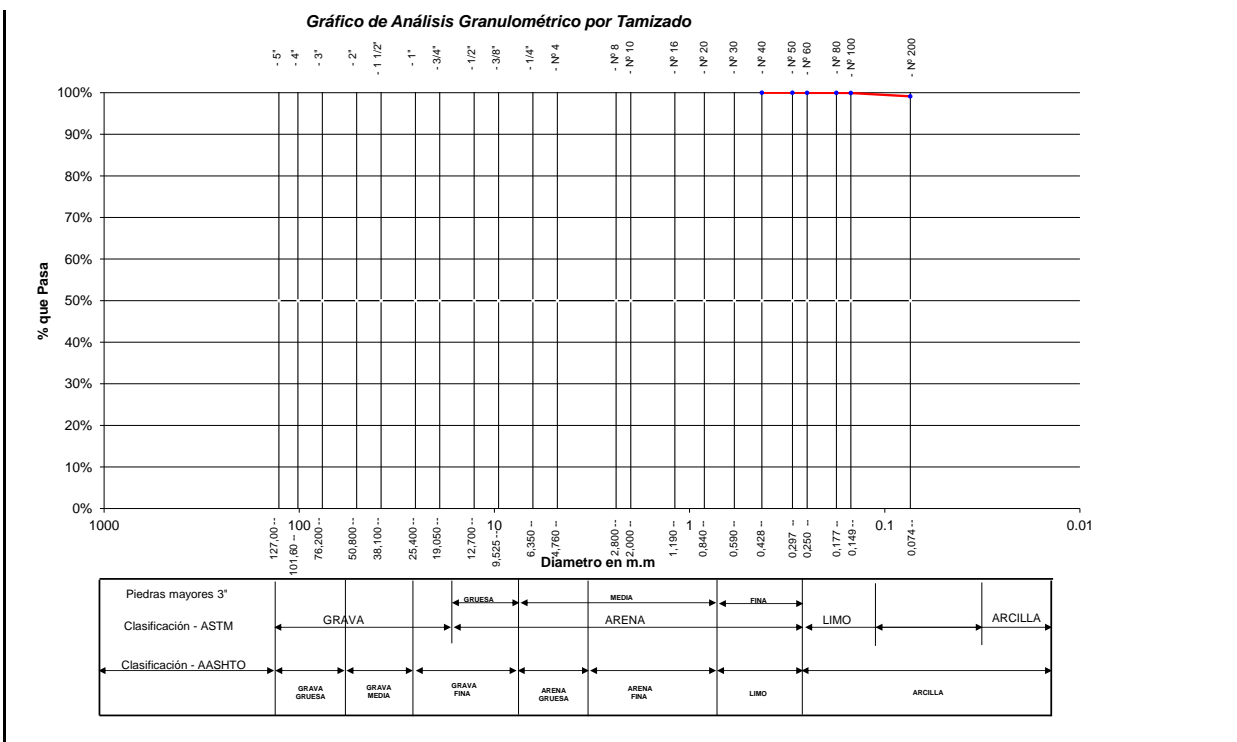 Gráfico de Análisis Granulométrico por Tamizado
- 5"
- 4"
- 3"
- 2"
- 1 1/2"
- 1"
- 3/4"
- 1/2"
- 3/8"
- 1/4"
- Nº 4
- Nº 8
- Nº 10
- Nº 16
- Nº 20
- Nº 30
- Nº 40
- Nº 50
- Nº 60
- Nº 80
- Nº 100
- Nº 200
100%
90%
80%
70%
60%
50%
40%
30%
20%
10%
0%
% que Pasa
1000
100
10
1
0.1
0.01
127,00 --
101,60 --
76,200 --
50,800 --
38,100 --
25,400 --
19,050 --
12,700 --
9,525 --
6,350 --
4,760 --
2,800 --
2,000 --
1,190 --
0,840 --
0,590 --
0,428 --
0,297 --
0,250 --
0,177 --
0,149 --
0,074 --
Diametro en m.m
Piedras mayores 3"
GRUESA
MEDIA
FINA
Clasificación - ASTM
GRAVA
ARENA
LIMO
ARCILLA
Clasificación - AASHTO
GRAVA
GRUESA
GRAVA
MEDIA
GRAVA
FINA
ARENA
GRUESA
ARENA
FINA
LIMO
ARCILLA